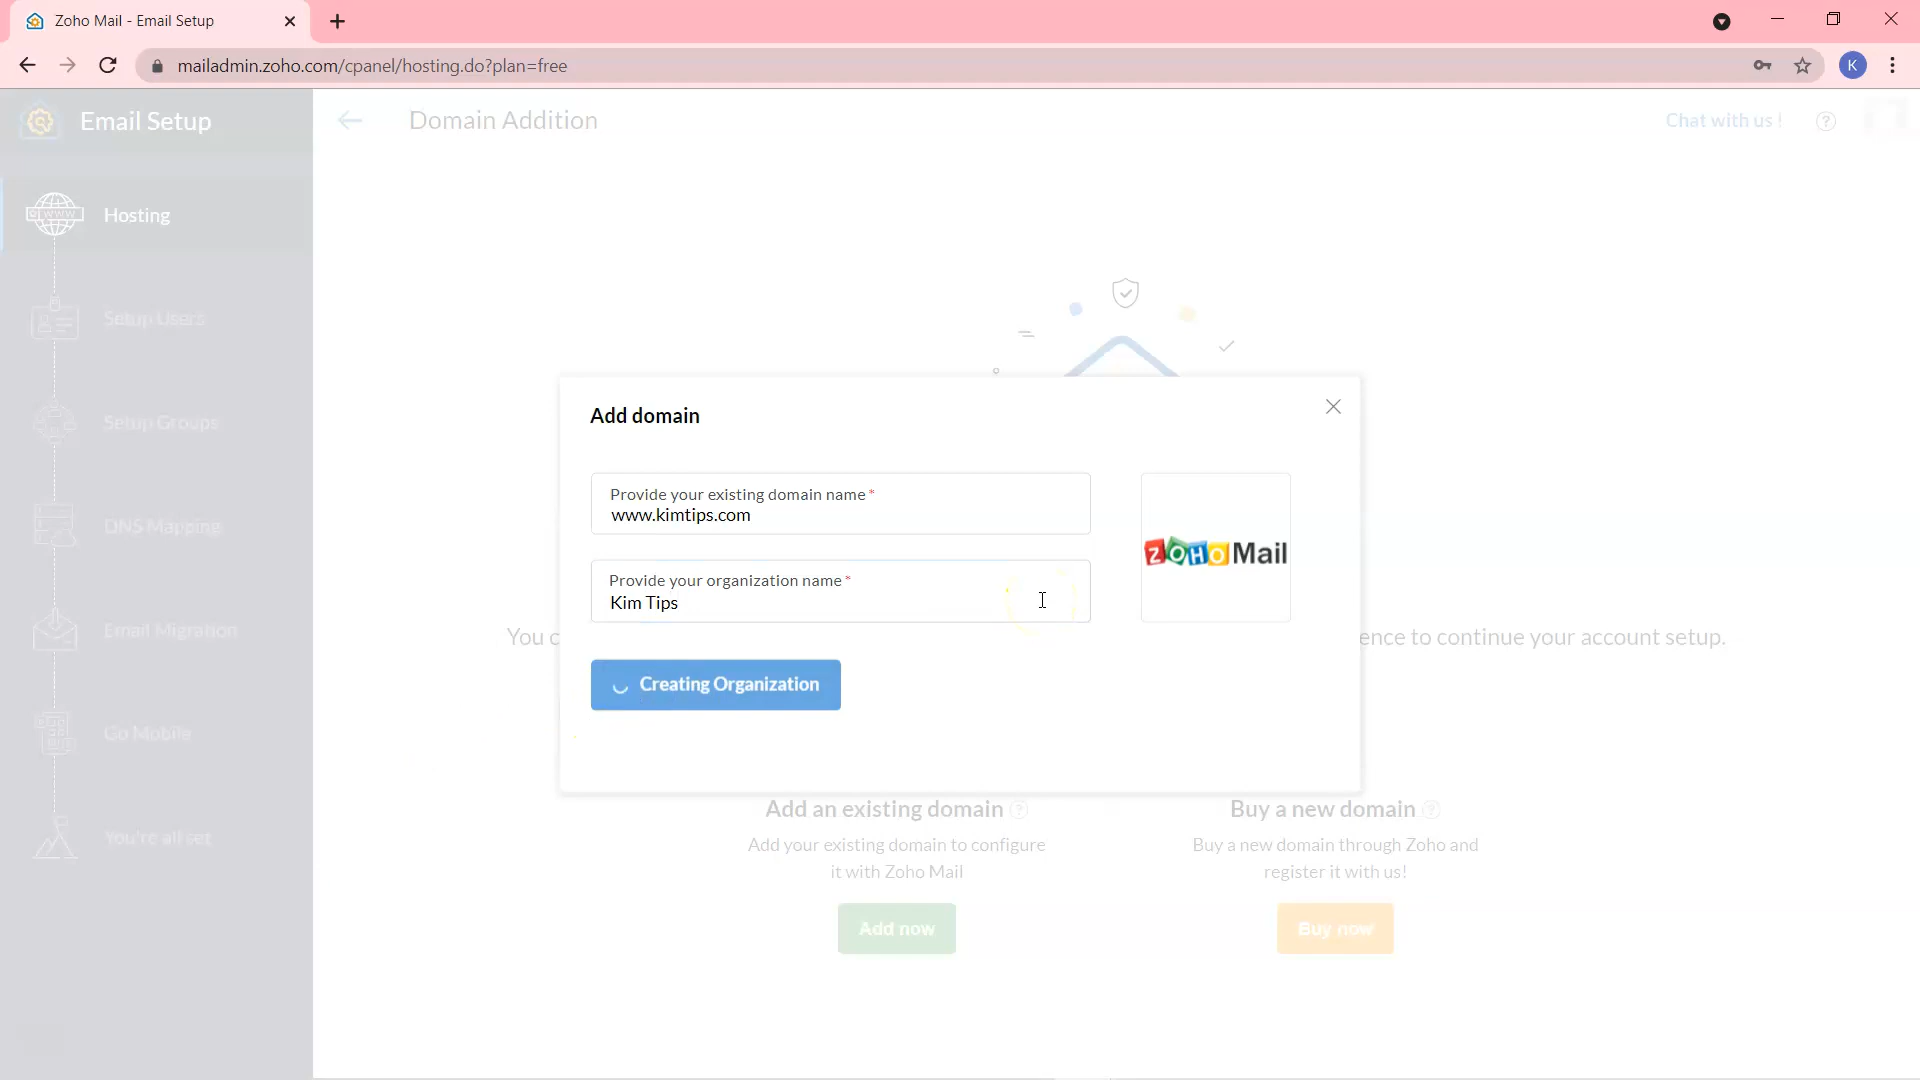 Zoho Mail - Email Setup
mailadmin.zoho.com/cpanel/hosting.do?plan=free
K
Email Setup
Domain Addition
Chat with us !
?
WWW
Hosting
Setup Users
Setup Groups
DNS Mapping
Email Migration
Go Mobile
You're all set
Add domain
Provide your existing domain name *
www.kimtips.com
Provide your organization name *
Kim Tips
ZOHO Mail
You c
ence to continue your account setup.
Creating Organization
Add an existing domain ?
Add your existing domain to configure
it with Zoho Mail
Add now
Buy a new domain ?
Buy a new domain through Zoho and
register it with us!
Buy now